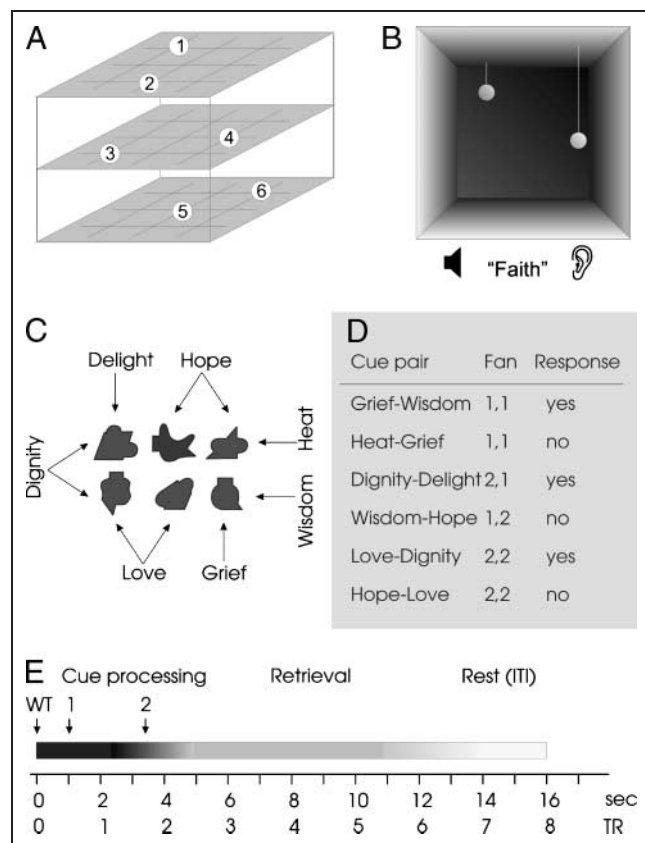 A
1
2
3
4
5
6
B
"Faith"
C
Delight Hope
Dignity
Heat
Wisdom
Love Grief
D
Cue pair Fan Response
Grief-Wisdom 1,1 yes
Heat-Grief 1,1 no
Dignity-Delight 2,1 yes
Wisdom-Hope 1,2 no
Love-Dignity 2,2 yes
Hope-Love 2,2 no
E
Cue processing Retrieval Rest (ITI)
WT 1 2
0 2 4 6 8 10 12 14 16 sec
0 1 2 3 4 5 6 7 8 TR